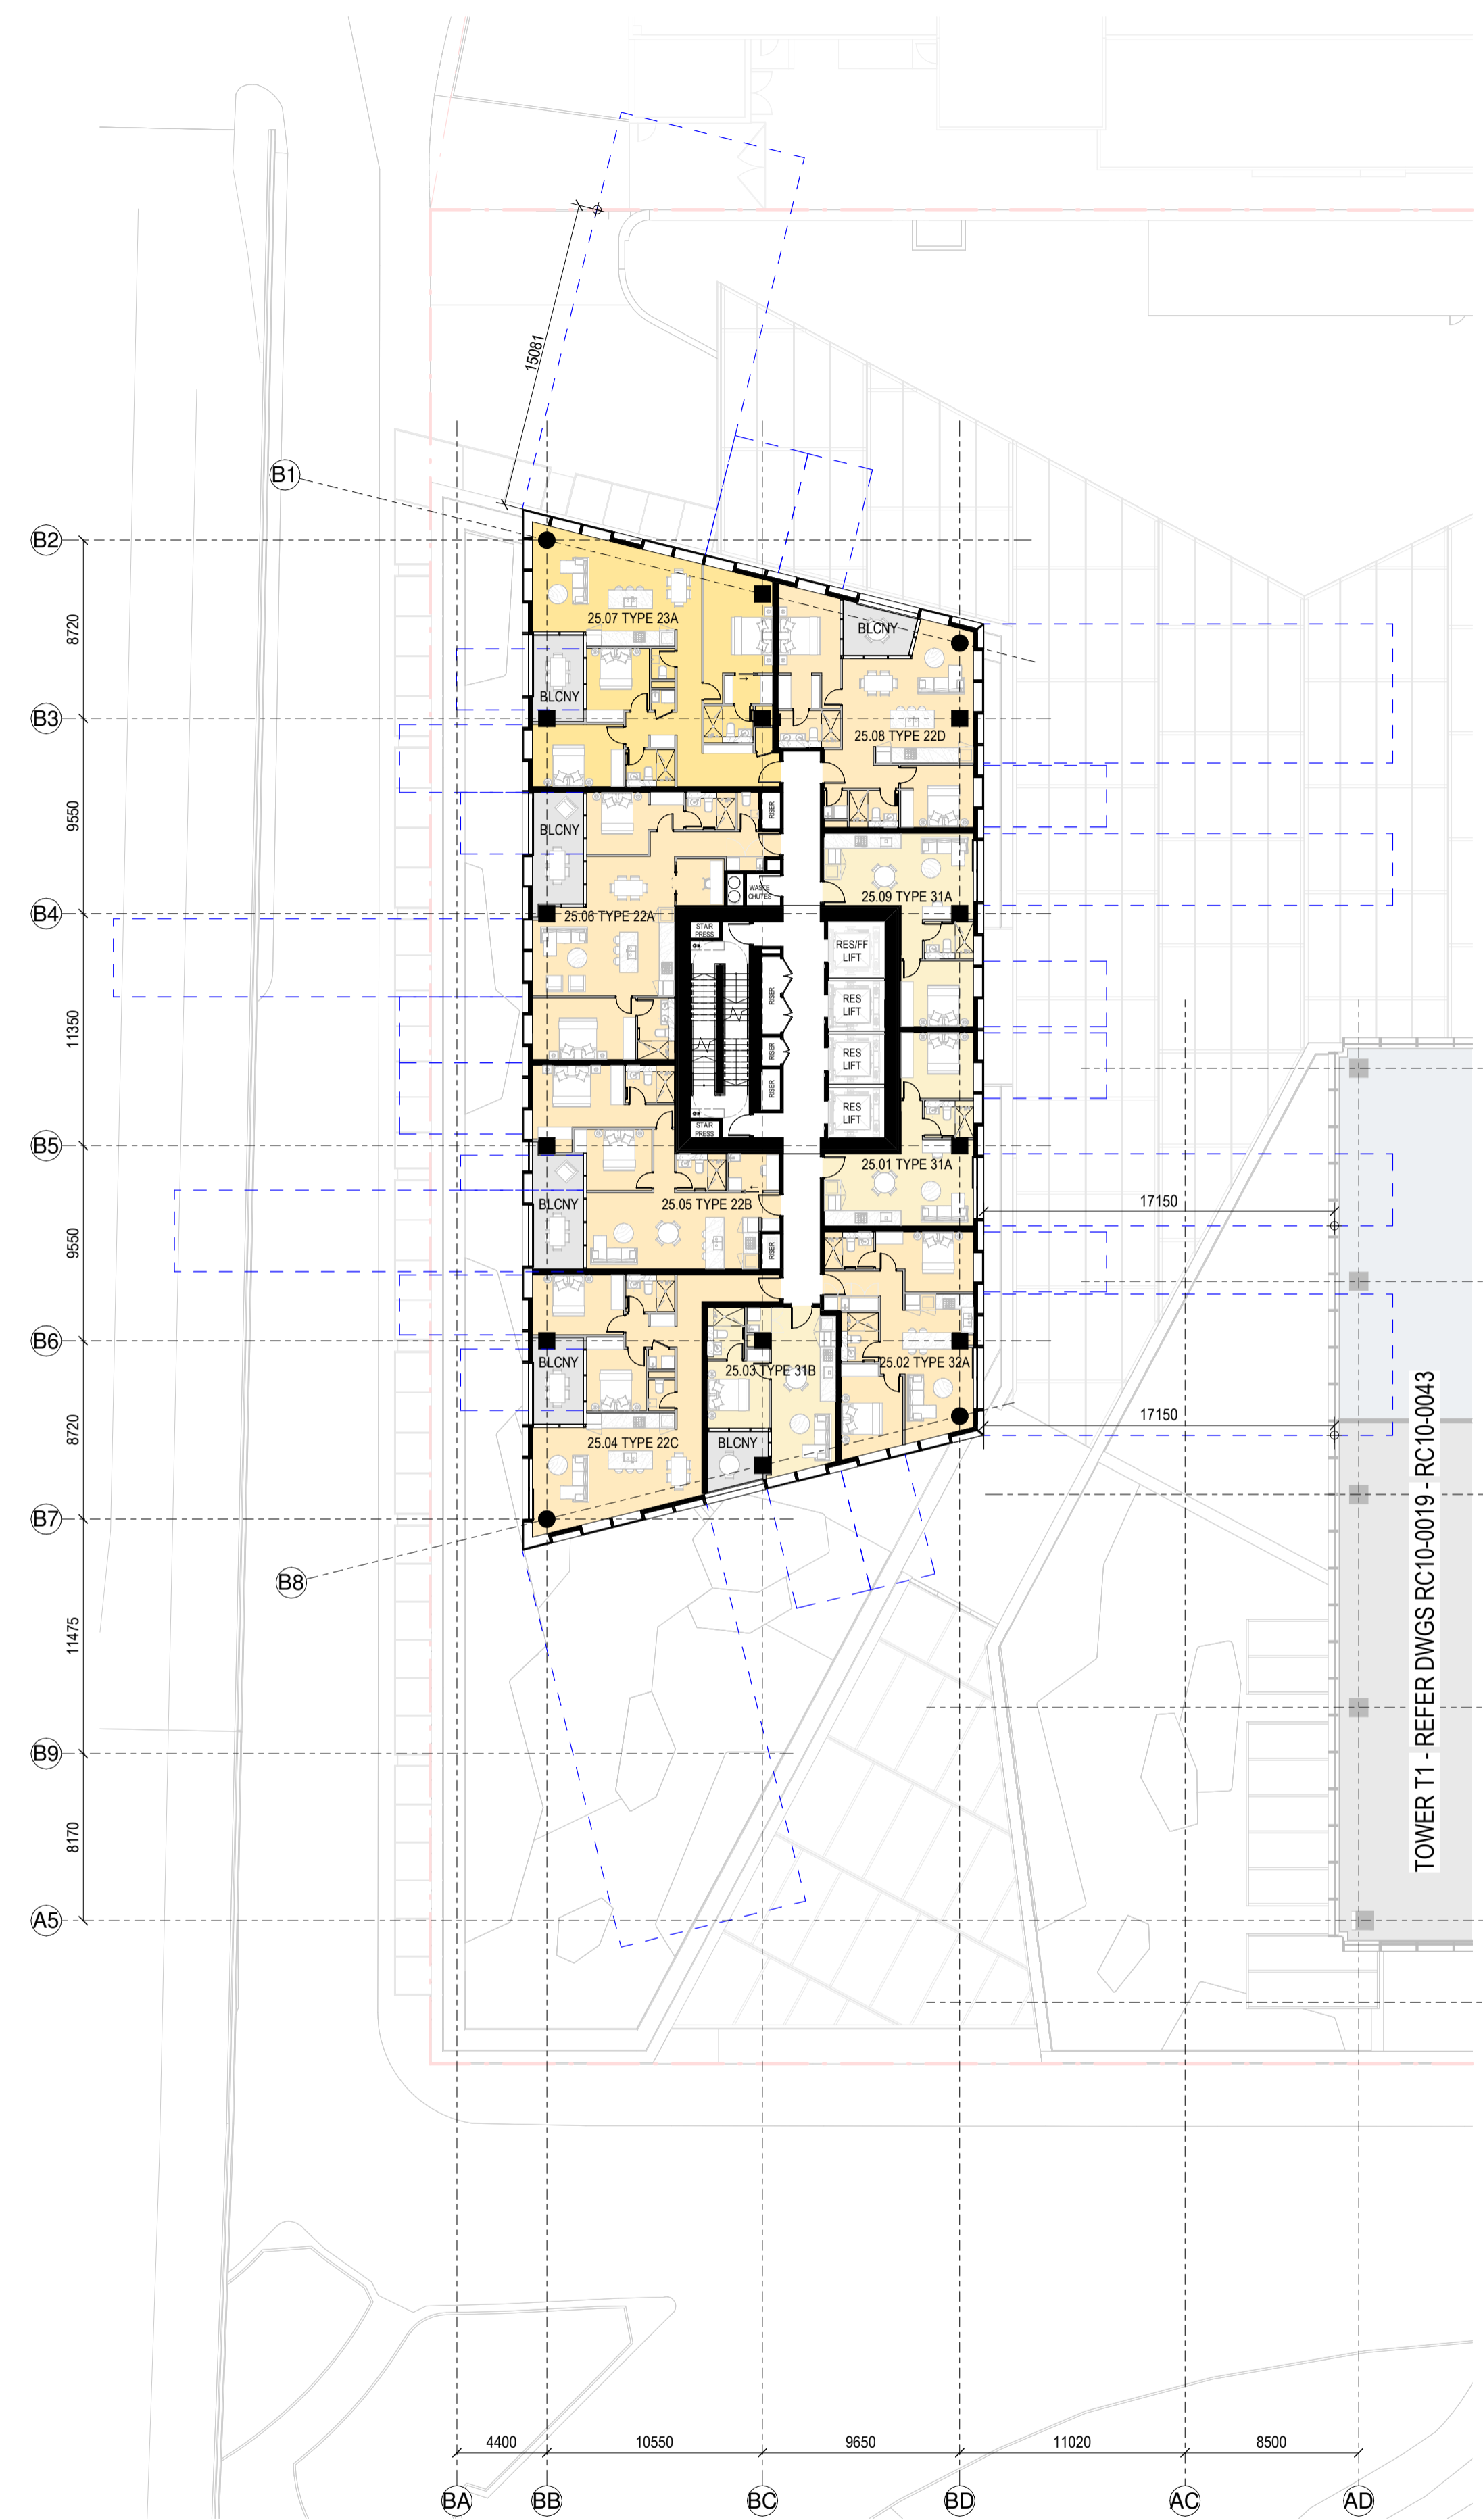 15081
B1
B2
8720
25.07 TYPE 23A
BLCNY
BLCNY
B3
25.08 TYPE 22D
9550
BLCNY
RISER
WASTE
CHUTES
25.09 TYPE 31A
B4
25.06 TYPE 22A
STAIR
PRESS
RES/FF
LIFT
RISER
RES
LIFT
11350
RISER
RES
LIFT
RISER
RES
LIFT
STAIR
PRESS
B5
25.01 TYPE 31A
BLCNY
25.05 TYPE 22B
17150
9550
RISER
B6
BLCNY
25.03 TYPE 31B
25.02 TYPE 32A
8720
25.04 TYPE 22C
BLCNY
17150
B7
B8
TOWER T1 - REFER DWGS RC10-0019 - RC10-0043
11475
B9
8170
A5
4400
10550
9650
11020
8500
BA
BB
BC
BD
AC
AD